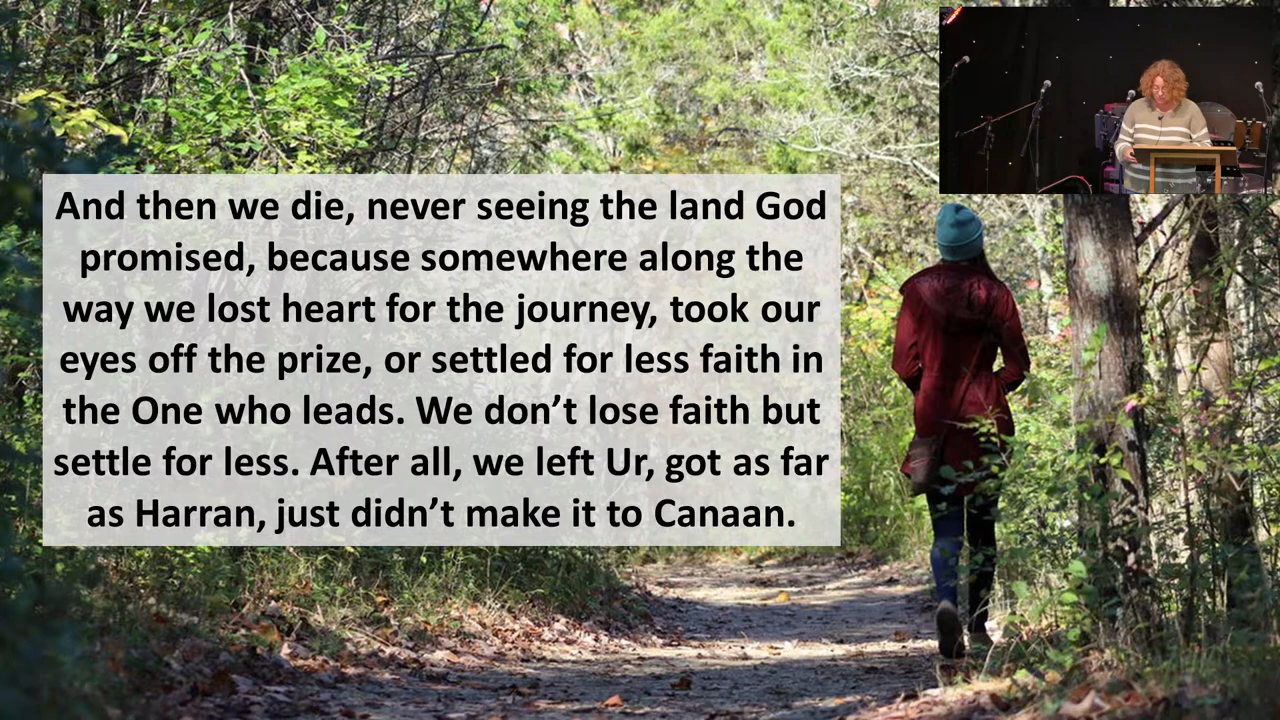 And then we die, never seeing the land God
promised, because somewhere along the
way we lost heart for the journey, took our
eyes off the prize, or settled for less faith in
the One who leads. We don’t lose faith but
settle for less. After all, we left Ur, got as far
as Harran, just didn’t make it to Canaan.